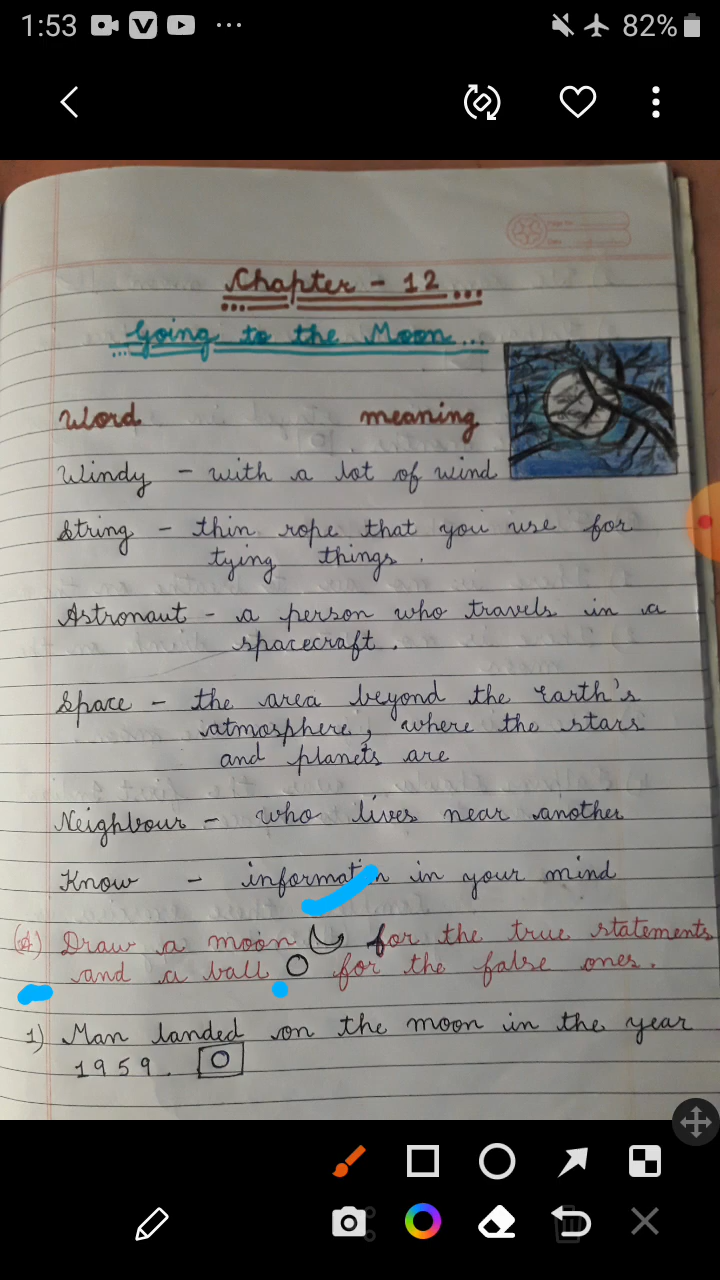 1:53
82%
Chapter - 12 ...
Going to the Moon ...
Word meaning
Windy - with a lot of wind
String - thin rope that you use for
tying things.
Astronaut - a person who travels in a
spacecraft.
Space - the area beyond the Earth's
atmosphere, where the stars
and planets are
Neighbour - who lives near another
Know - informatin in your mind
(A) Draw a moon for the true statements
and a ball for the false ones.
1) Man landed on the moon in the year
1959.